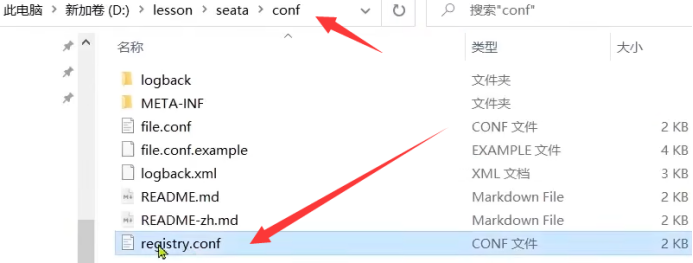 此电脑 > 新加卷 (D:) > lesson > seata > conf 搜索"conf"
名称 类型 大小
logback 文件夹
META-INF 文件夹
file.conf CONF 文件 2 KB
file.conf.example EXAMPLE 文件 4 KB
logback.xml XML 文档 3 KB
README.md Markdown File 2 KB
README-zh.md Markdown File 2 KB
registry.conf CONF 文件 2 KB